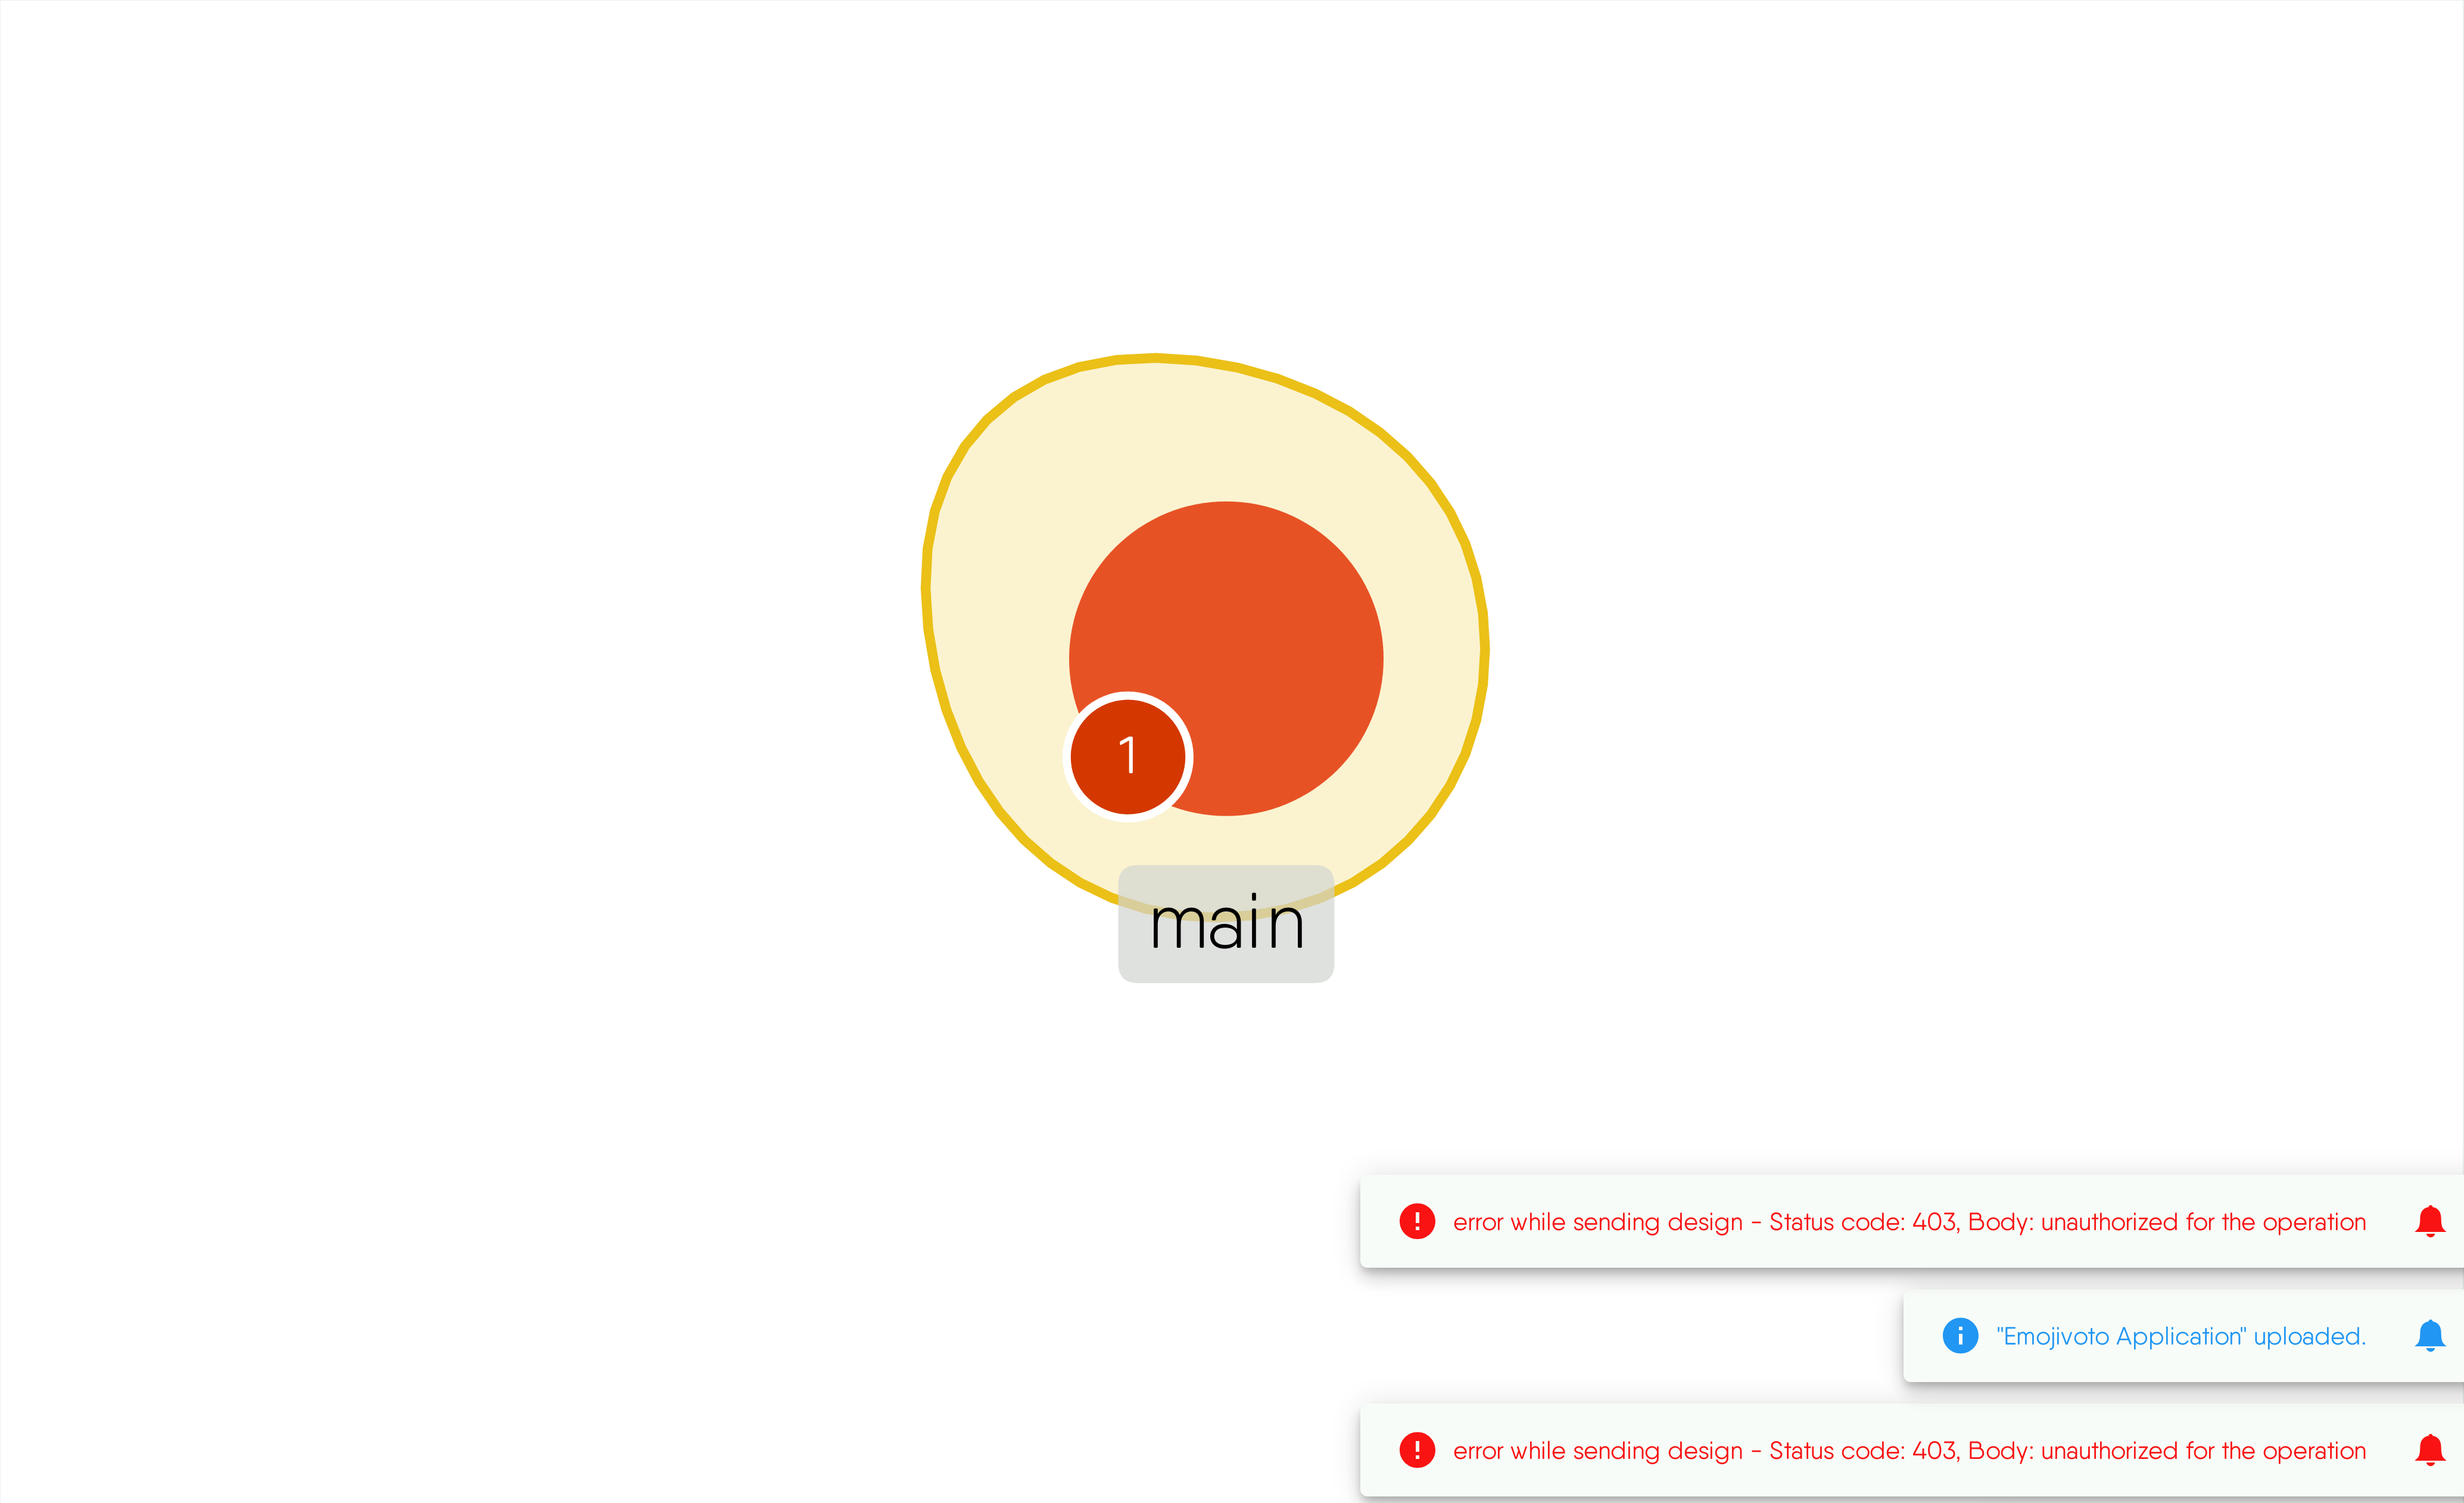 1
main
error while sending design - Status code: 403, Body: unauthorized for the operation
"Emojivoto Application" uploaded.
error while sending design - Status code: 403, Body: unauthorized for the operation